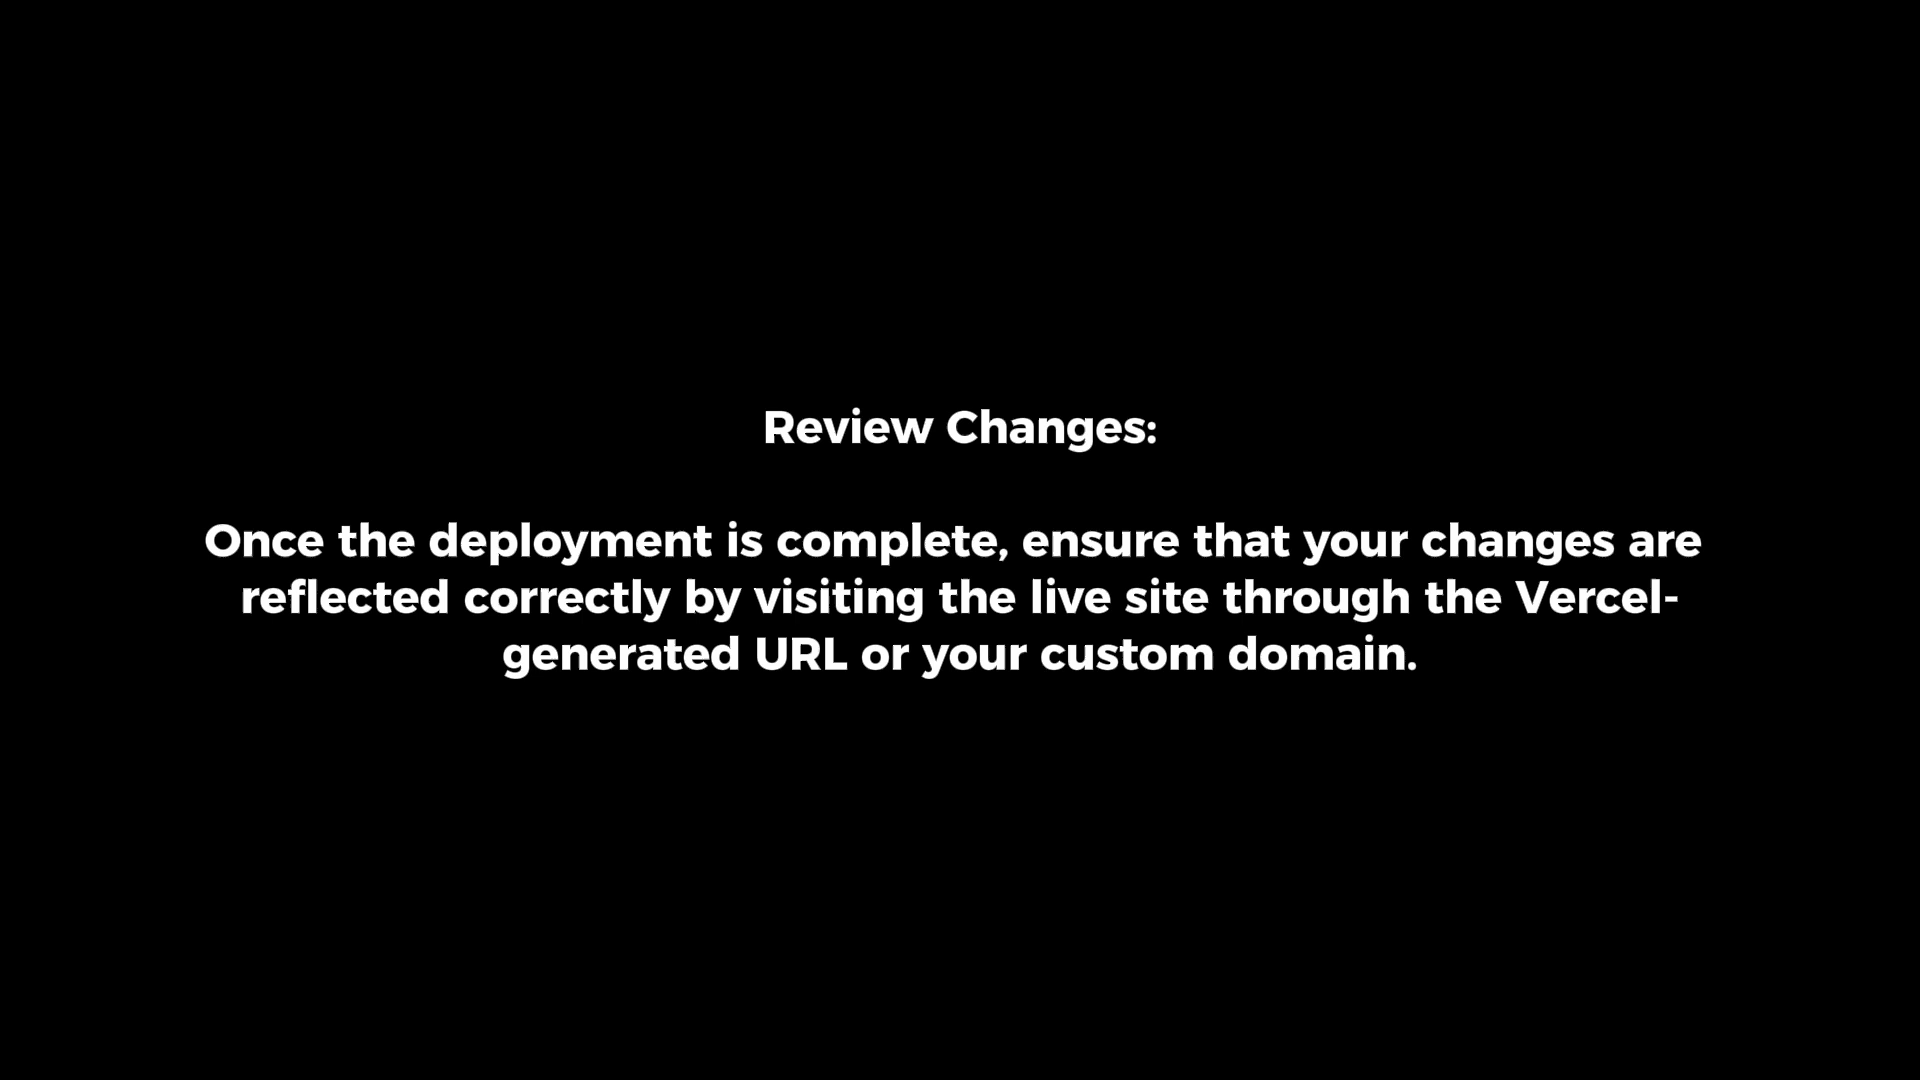 Review Changes:
Once the deployment is complete, ensure that your changes are
reflected correctly by visiting the live site through the Vercel-
generated URL or your custom domain.